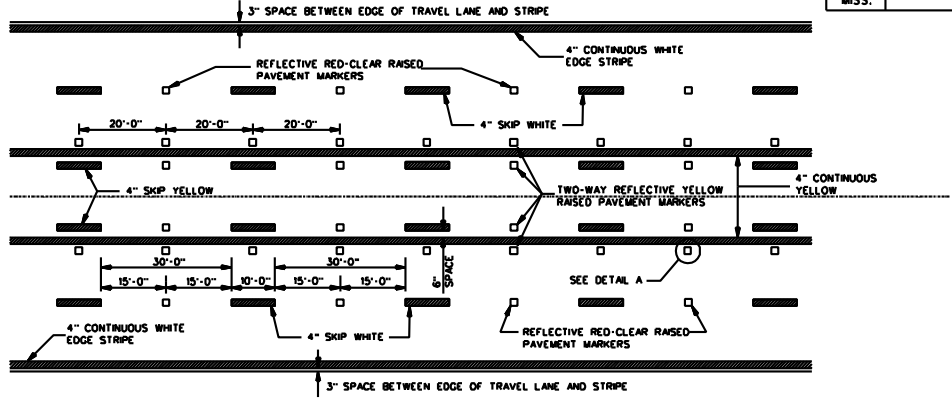 3" SPACE BETWEEN EDGE OF TRAVEL LANE AND STRIPE
MISS.
4" CONTINUOUS WHITE
EDGE STRIPE
REFLECTIVE RED-CLEAR RAISED
PAVEMENT MARKERS
4" SKIP WHITE
20'-0" 20'-0" 20'-0"
4" SKIP YELLOW
TWO-WAY REFLECTIVE YELLOW
RAISED PAVEMENT MARKERS
4" CONTINUOUS
YELLOW
30'-0" 30'-0"
15'-0" 15'-0" 10'-0" 15'-0" 15'-0"
6"
SPACE
SEE DETAIL A
4" CONTINUOUS WHITE
EDGE STRIPE
4" SKIP WHITE
REFLECTIVE RED-CLEAR RAISED
PAVEMENT MARKERS
3" SPACE BETWEEN EDGE OF TRAVEL LANE AND STRIPE